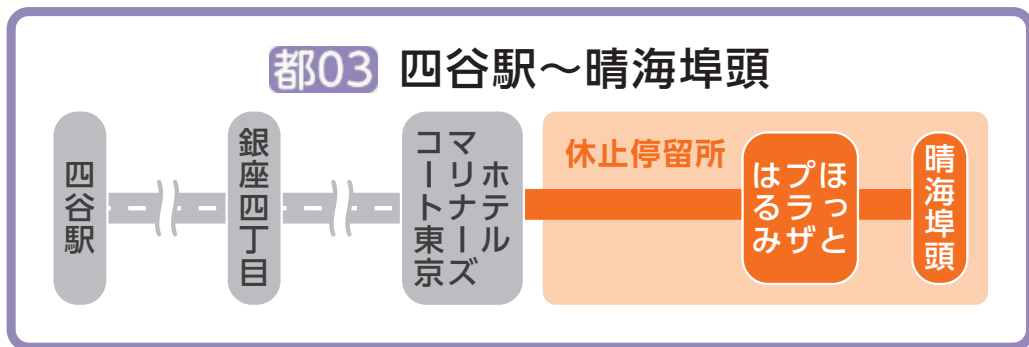 都03 四谷駅～晴海埠頭
四谷駅
銀座四丁目
ホテル
マリナーズ
コート東京
休止停留所
ほっと
プラザ
はるみ
晴海埠頭